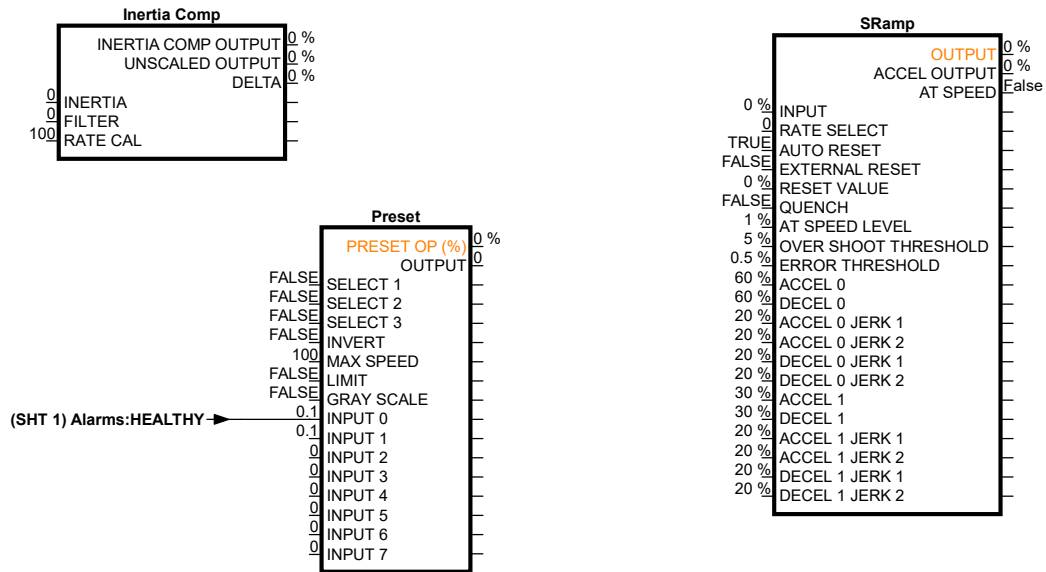 Inertia Comp
INERTIA COMP OUTPUT 0 %
UNSCALED OUTPUT 0 %
DELTA 0 %
0 INERTIA
0 FILTER
100 RATE CAL
Preset
PRESET OP (%) 0 %
OUTPUT 0
FALSE SELECT 1
FALSE SELECT 2
FALSE SELECT 3
FALSE INVERT
100 MAX SPEED
FALSE LIMIT
FALSE GRAY SCALE
(SHT 1) Alarms:HEALTHY 0.1 INPUT 0
0.1 INPUT 1
0 INPUT 2
0 INPUT 3
0 INPUT 4
0 INPUT 5
0 INPUT 6
0 INPUT 7
SRamp
OUTPUT 0 %
ACCEL OUTPUT 0 %
AT SPEED False
0 % INPUT
0 RATE SELECT
TRUE AUTO RESET
FALSE EXTERNAL RESET
0 % RESET VALUE
FALSE QUENCH
1 % AT SPEED LEVEL
5 % OVER SHOOT THRESHOLD
0.5 % ERROR THRESHOLD
60 % ACCEL 0
60 % DECEL 0
20 % ACCEL 0 JERK 1
20 % ACCEL 0 JERK 2
20 % DECEL 0 JERK 1
20 % DECEL 0 JERK 2
30 % ACCEL 1
30 % DECEL 1
20 % ACCEL 1 JERK 1
20 % ACCEL 1 JERK 2
20 % DECEL 1 JERK 1
20 % DECEL 1 JERK 2